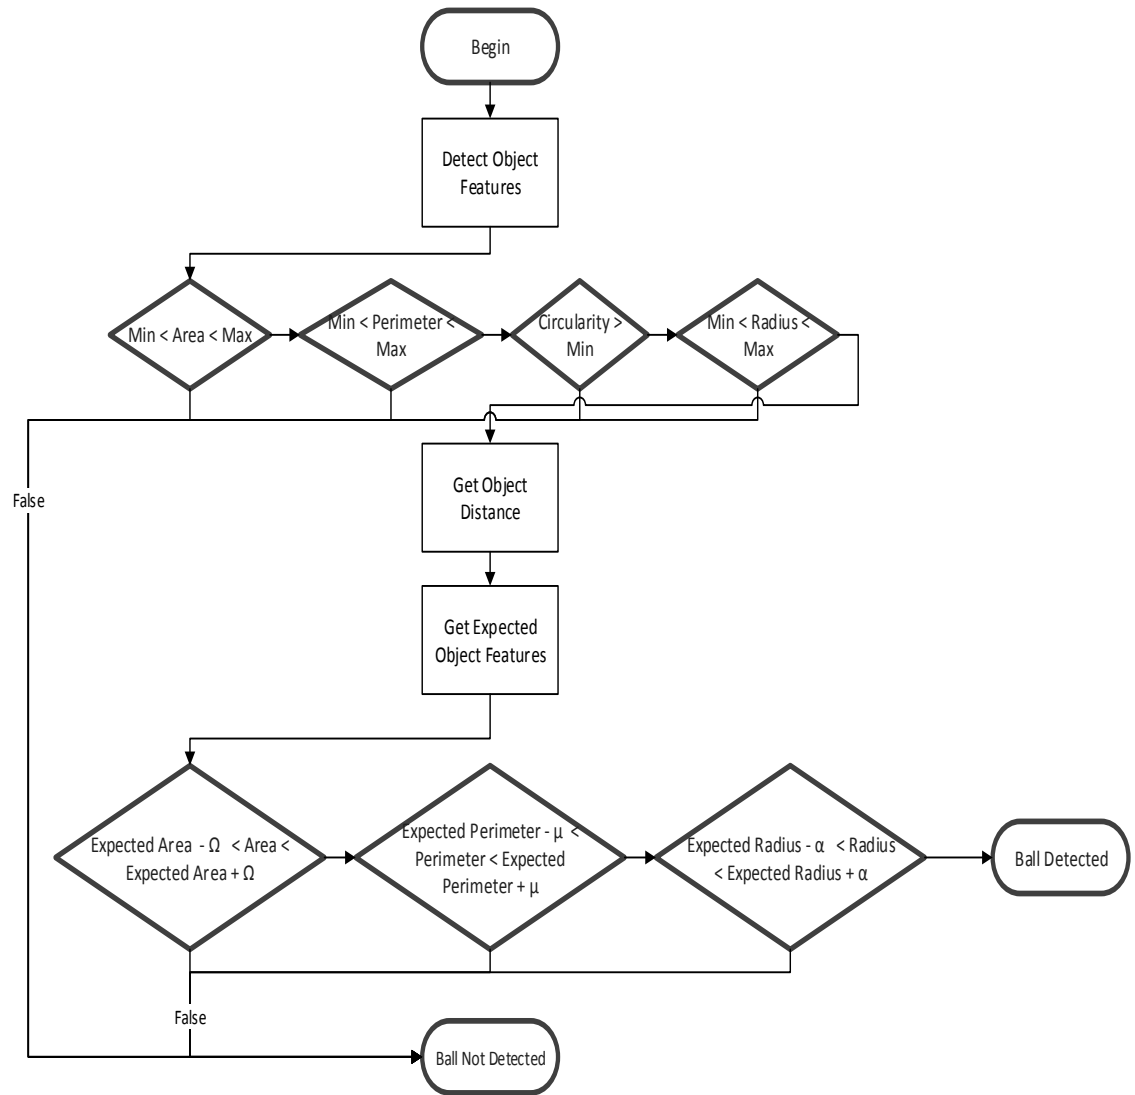 Begin
Detect Object
Features
Min < Area < Max
Min < Perimeter <
Max
Circularity >
Min
Min < Radius <
Max
False
Get Object
Distance
Get Expected
Object Features
Expected Area - Ω < Area <
Expected Area + Ω
Expected Perimeter - μ <
Perimeter < Expected
Perimeter + μ
Expected Radius - α < Radius
< Expected Radius + α
Ball Detected
False
Ball Not Detected